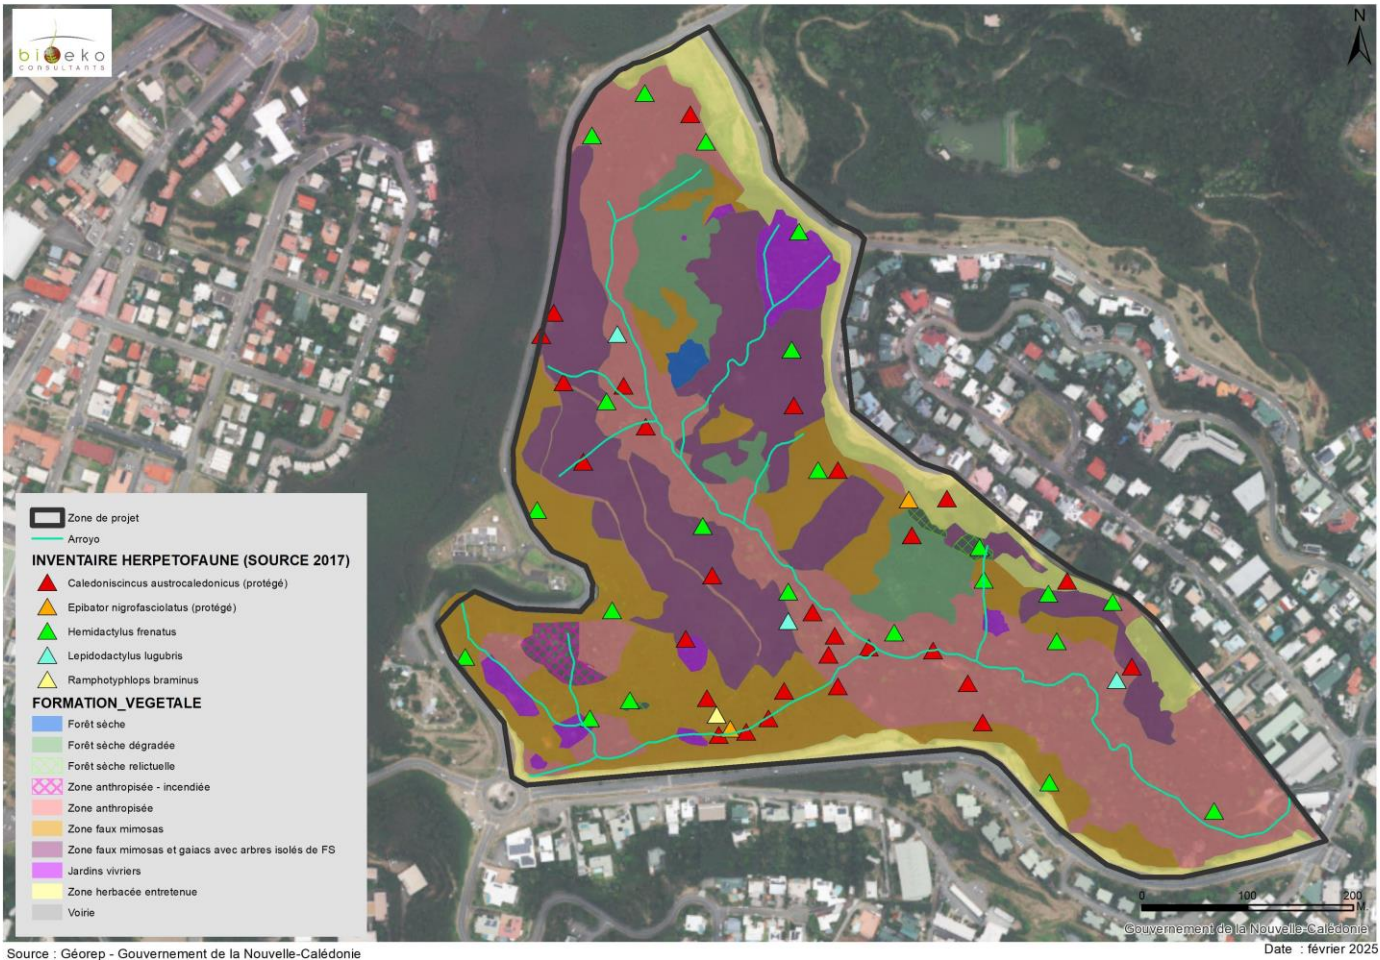 bioeko
CONSULTANTS
N
Zone de projet
Arroyo
INVENTAIRE HERPETOFAUNE (SOURCE 2017)
Caledoniscincus austrocaledonicus (protégé)
Epibator nigrofasciolatus (protégé)
Hemidactylus frenatus
Lepidodactylus lugubris
Ramphotyphlops braminus
FORMATION_VEGETALE
Forêt sèche
Forêt sèche dégradée
Forêt sèche relictuelle
Zone anthropisée - incendiée
Zone anthropisée
Zone faux mimosas
Zone faux mimosas et gaiacs avec arbres isolés de FS
Jardins vivriers
Zone herbacée entretenue
Voirie
0 100 200
M
Gouvernement de la Nouvelle-Calédonie
Source : Géorep - Gouvernement de la Nouvelle-Calédonie
Date : février 2025